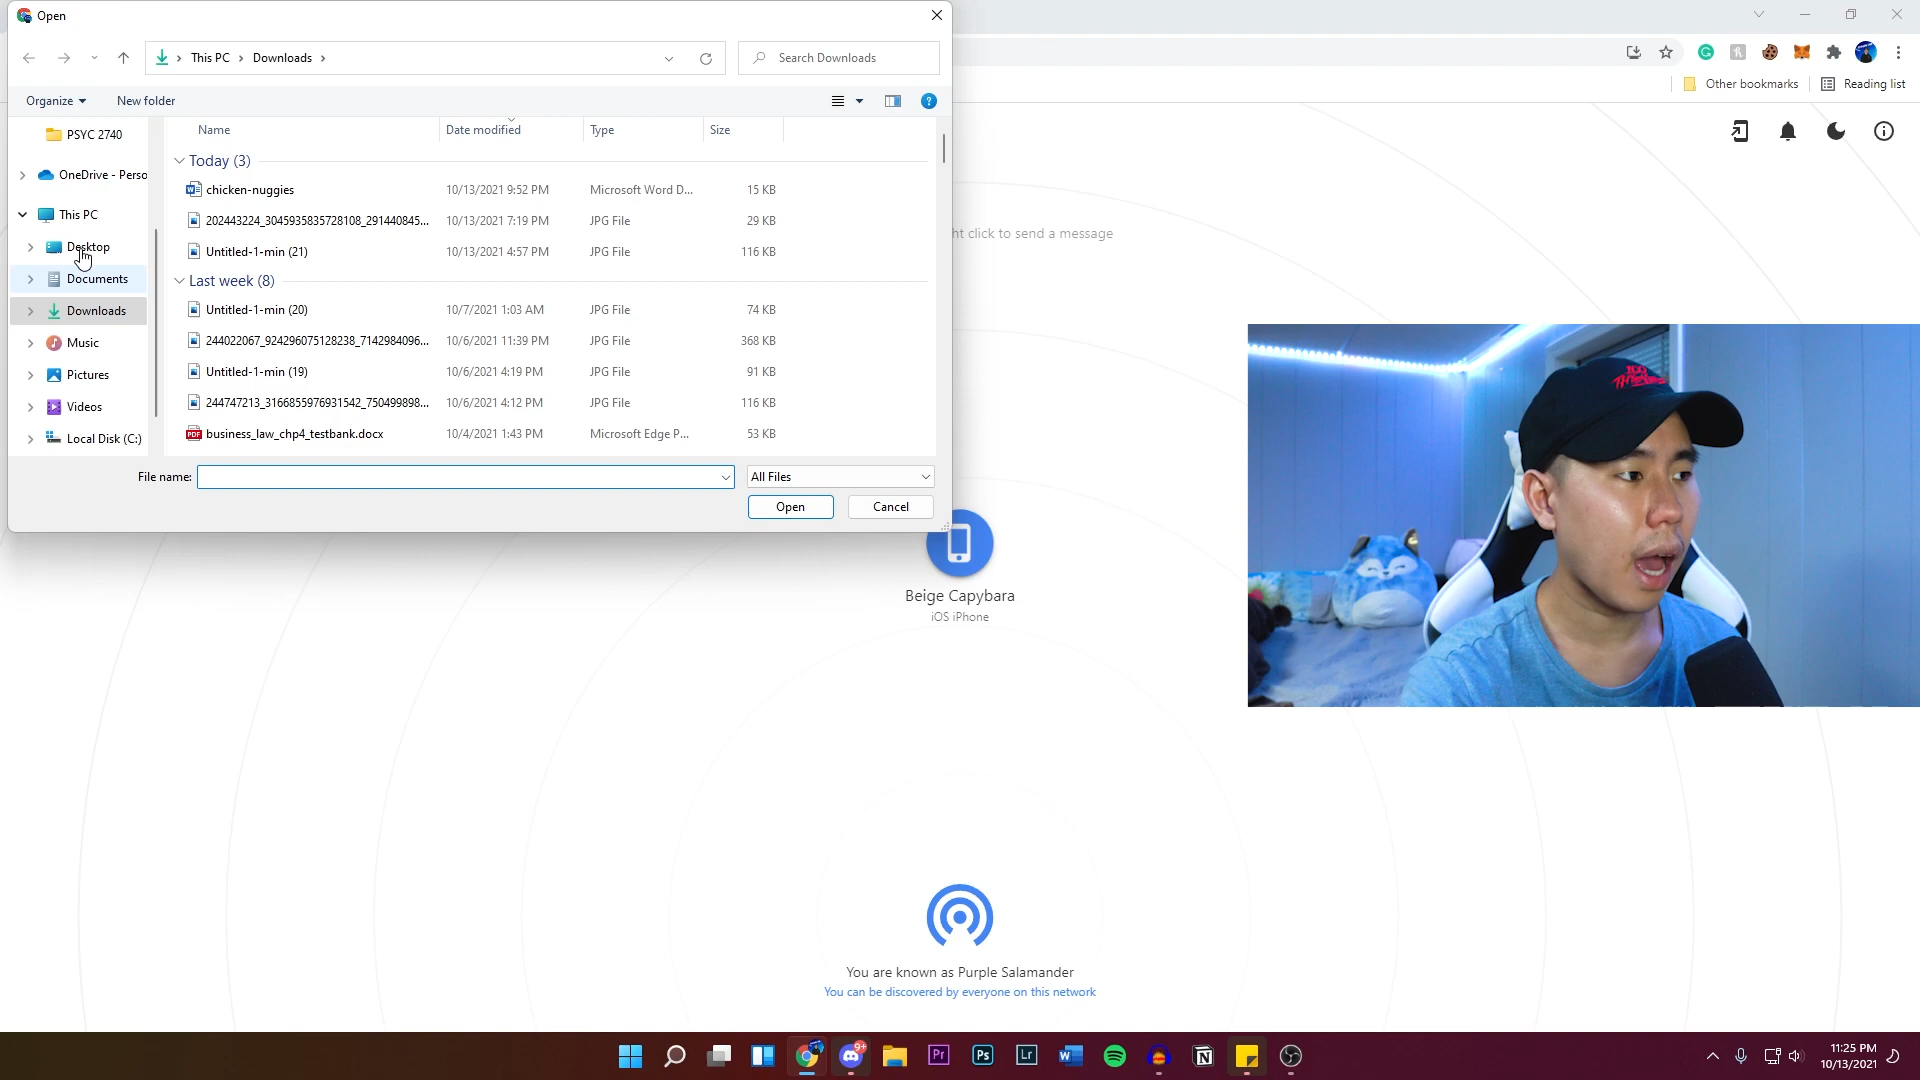 Open
This PC
Downloads
Search Downloads
Other bookmarks
Reading list
Organize
New folder
Name
Date modified
Type
Size
PSYC 2740
OneDrive - Perso
This PC
Desktop
Documents
Downloads
Music
Pictures
Videos
Local Disk (C:)
Today (3)
chicken-nuggies 10/13/2021 9:52 PM Microsoft Word D... 15 KB
202443224_3045935835728108_291440845... 10/13/2021 7:19 PM JPG File 29 KB
Untitled-1-min (21) 10/13/2021 4:57 PM JPG File 116 KB
Last week (8)
Untitled-1-min (20) 10/7/2021 1:03 AM JPG File 74 KB
244022067_924296075128238_7142984096... 10/6/2021 11:39 PM JPG File 368 KB
Untitled-1-min (19) 10/6/2021 4:19 PM JPG File 91 KB
244747213_3166855976931542_750499898... 10/6/2021 4:12 PM JPG File 116 KB
PDF business_law_chp4_testbank.docx 10/4/2021 1:43 PM Microsoft Edge P... 53 KB
File name:
All Files
Open
Cancel
ht click to send a message
100
THIEVES
Beige Capybara
iOS iPhone
You are known as Purple Salamander
You can be discovered by everyone on this network
9+
Pr
Ps
Lr
W
11:25 PM
10/13/2021